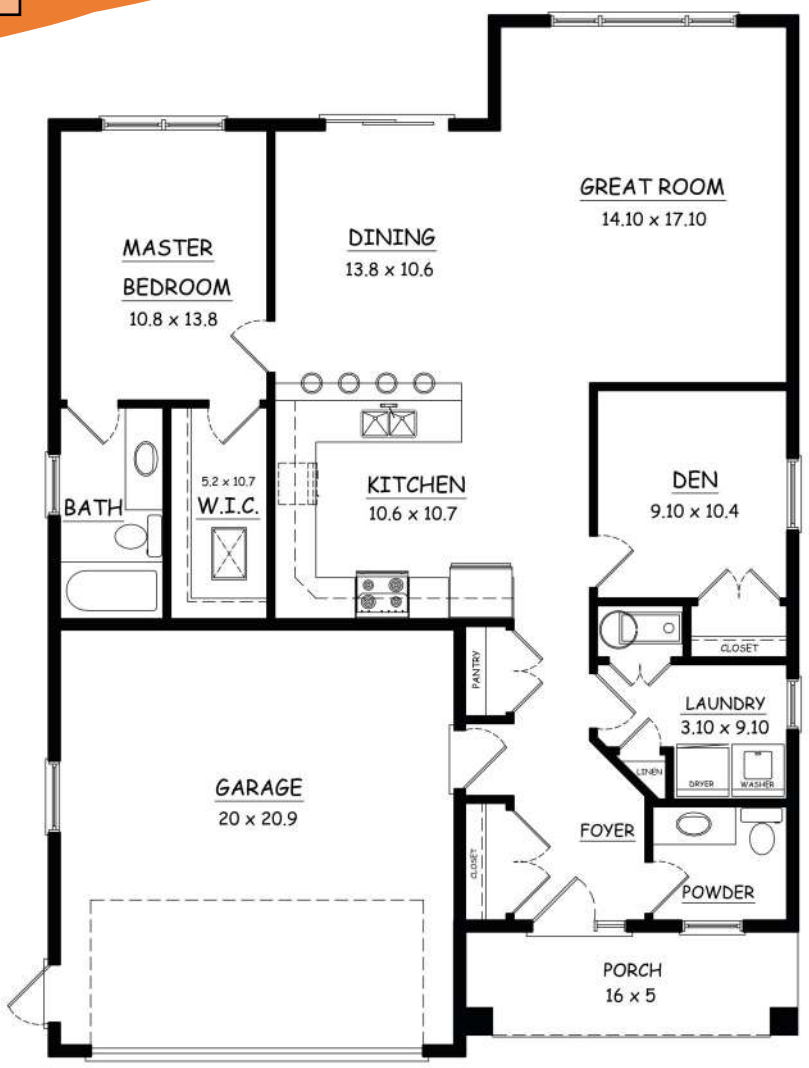 GREAT ROOM
14.10 x 17.10
DINING
13.8 x 10.6
MASTER
BEDROOM
10.8 x 13.8
5.2 x 10.7
W.I.C.
BATH
KITCHEN
10.6 x 10.7
DEN
9.10 x 10.4
CLOSET
PANTRY
LAUNDRY
3.10 x 9.10
LINEN
DRYER
WASHER
GARAGE
20 x 20.9
CLOSET
FOYER
POWDER
PORCH
16 x 5